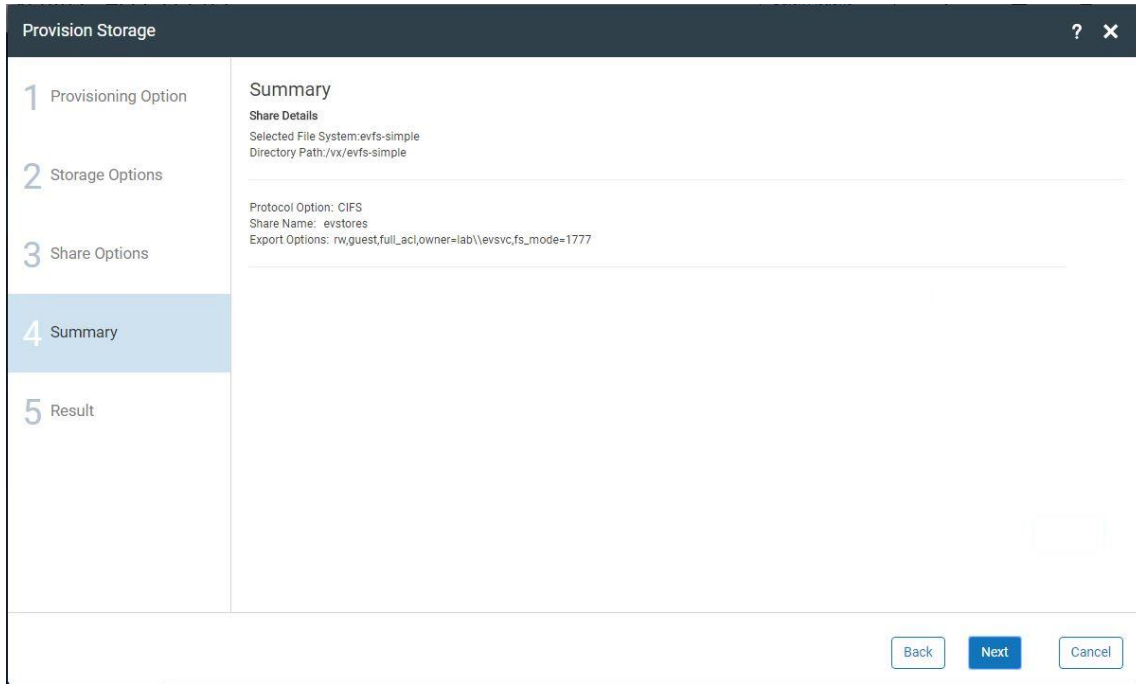 Provision Storage
? ×
1 Provisioning Option
2 Storage Options
3 Share Options
4 Summary
5 Result
Summary
Share Details
Selected File System:evfs-simple
Directory Path:/vx/evfs-simple
Protocol Option: CIFS
Share Name: evstores
Export Options: rw,guest,full_acl,owner=lab\\evsvc,fs_mode=1777
Back
Next
Cancel